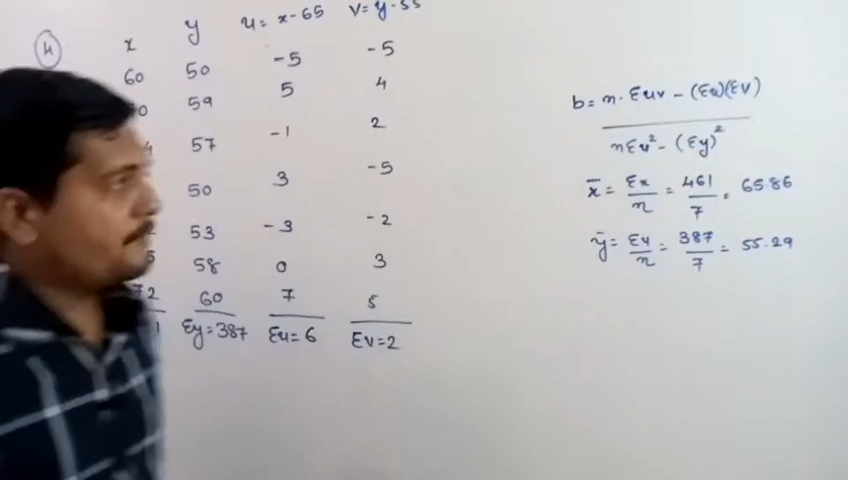 4 x y u = x-65 v = y-55
60 50 -5 -5
59 5 4
57 -1 2
50 3 -5
53 -3 -2
58 0 3
72 60 7 5
Σy=387 Σu=6 Σv=2
b = n·Σuv - (Σu)(Σv)
nΣu² - (Σy)²
x̄ = Σx/n = 461/7 = 65.86
ȳ = Σy/n = 387/7 = 55.29